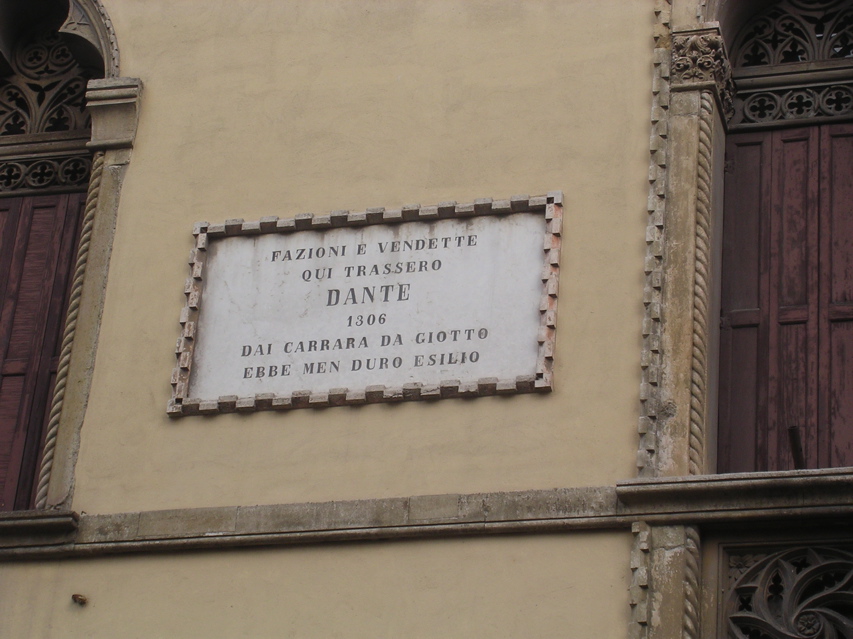 FAZIONI E VENDETTE
QUI TRASSERO
DANTE
1306
DAI CARRARA DA GIOTTO
EBBE MEN DURO ESILIO